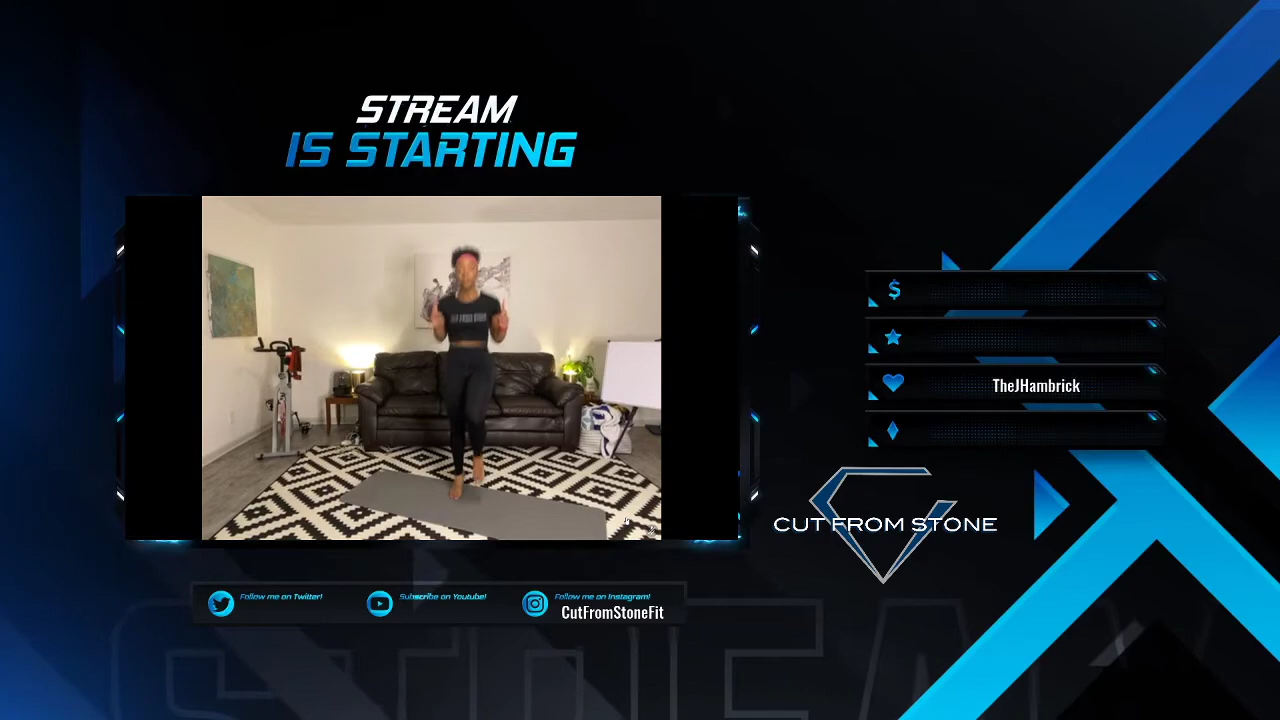 STREAM
IS STARTING
$
TheJHambrick
CUT FROM STONE
Follow me on Twitter!
Subscribe on Youtube!
Follow me on Instagram!
CutFromStoneFit
STREA